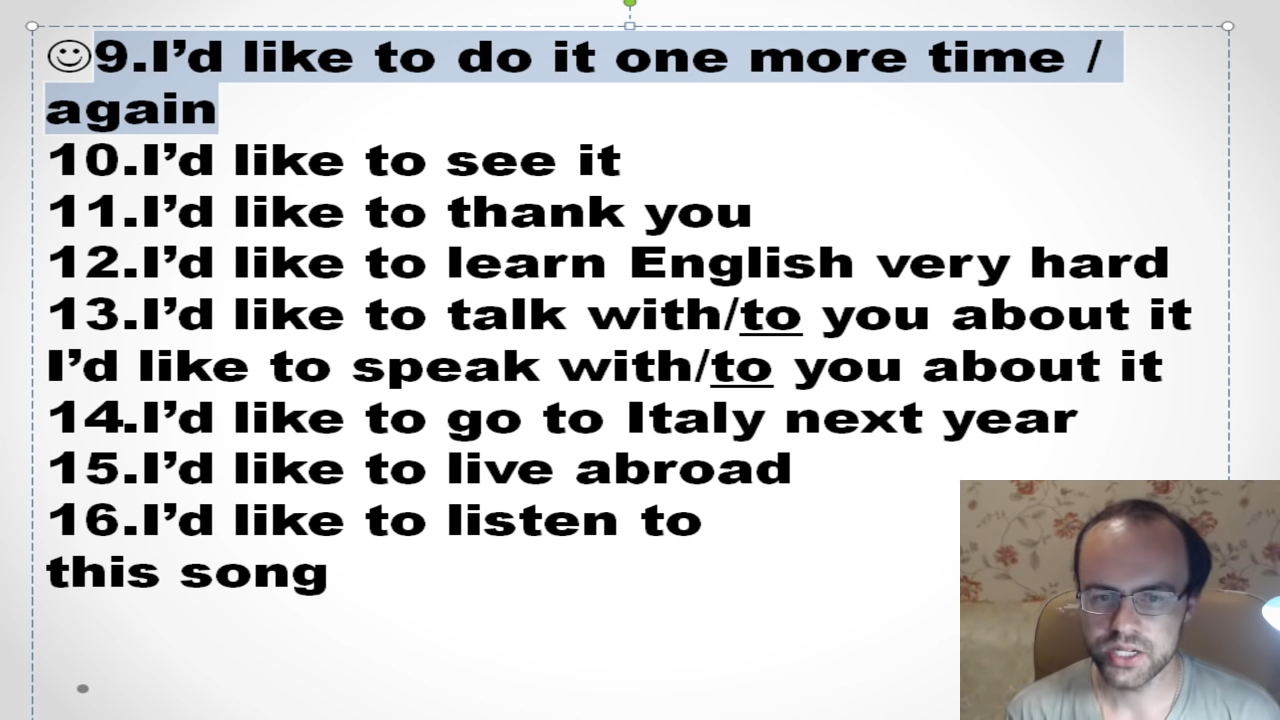 ☺9.I’d like to do it one more time /
again
10.I’d like to see it
11.I’d like to thank you
12.I’d like to learn English very hard
13.I’d like to talk with/to you about it
I’d like to speak with/to you about it
14.I’d like to go to Italy next year
15.I’d like to live abroad
16.I’d like to listen to
this song